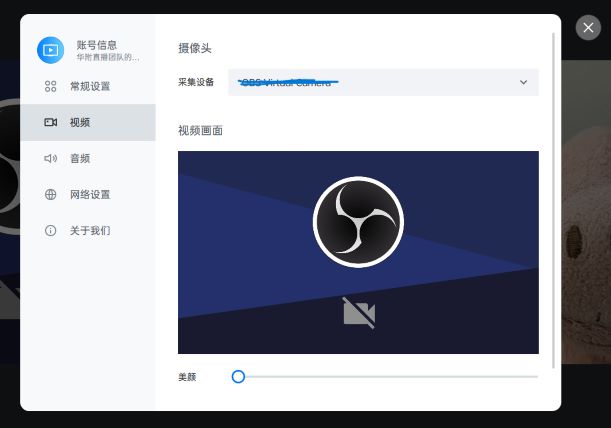 账号信息
华附直播团队的...
常规设置
视频
音频
网络设置
关于我们
摄像头
采集设备
OBS Virtual Camera
视频画面
美颜